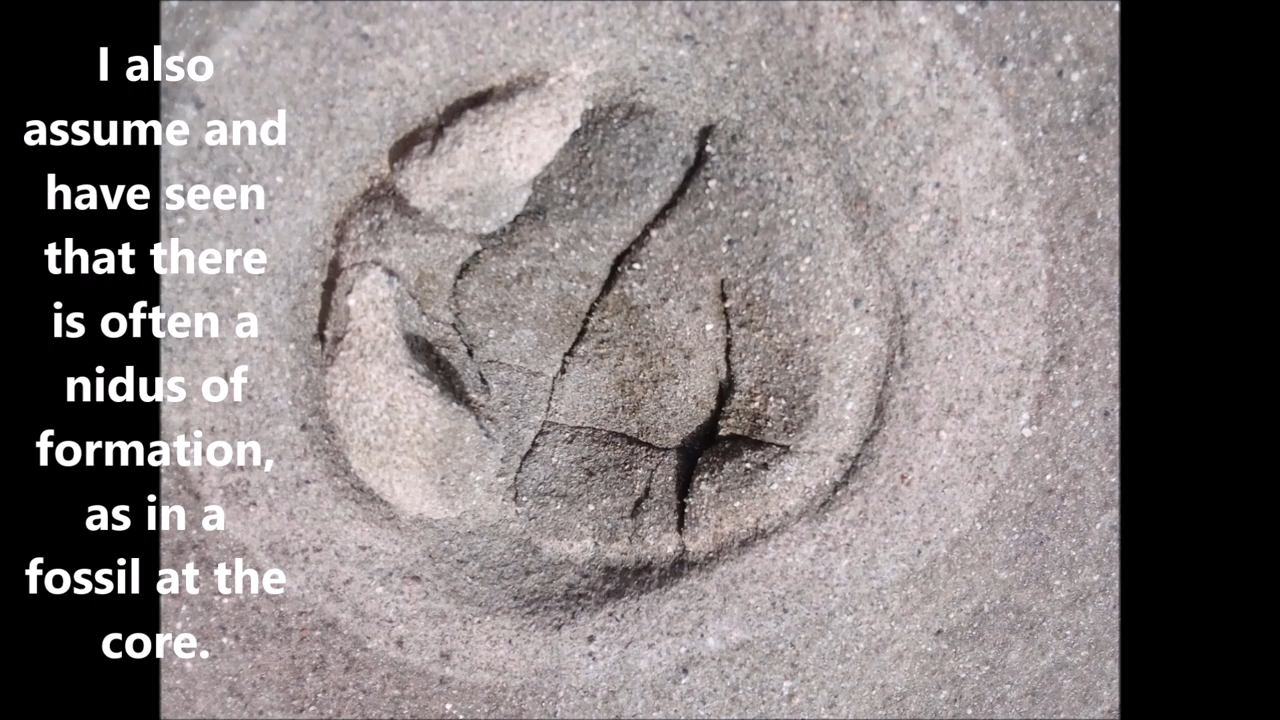 I also
assume and
have seen
that there
is often a
nidus of
formation,
as in a
fossil at the
core.